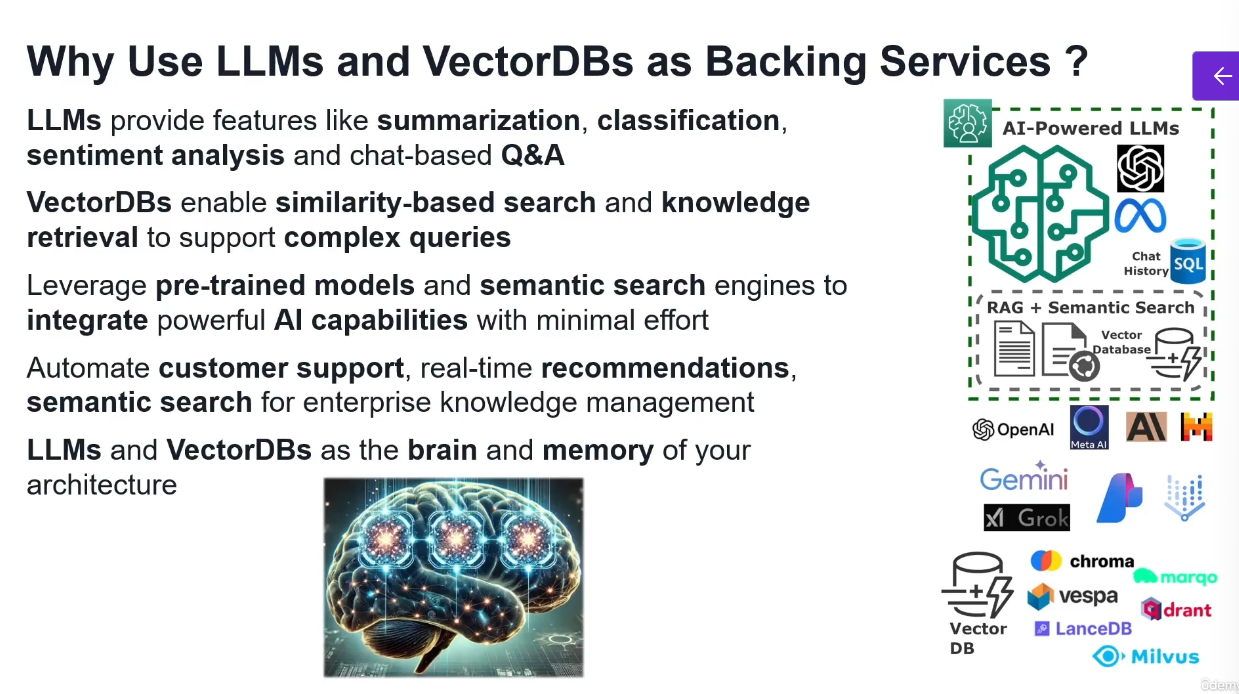 Why Use LLMs and VectorDBs as Backing Services ?
LLMs provide features like summarization, classification,
sentiment analysis and chat-based Q&A
VectorDBs enable similarity-based search and knowledge
retrieval to support complex queries
Leverage pre-trained models and semantic search engines to
integrate powerful AI capabilities with minimal effort
Automate customer support, real-time recommendations,
semantic search for enterprise knowledge management
LLMs and VectorDBs as the brain and memory of your
architecture
AI-Powered LLMs
Chat
History
SQL
RAG + Semantic Search
Vector
Database
OpenAI
Meta AI
AI
Gemini
Grok
Vector
DB
chroma
marqo
vespa
qdrant
LanceDB
Milvus
Udemy